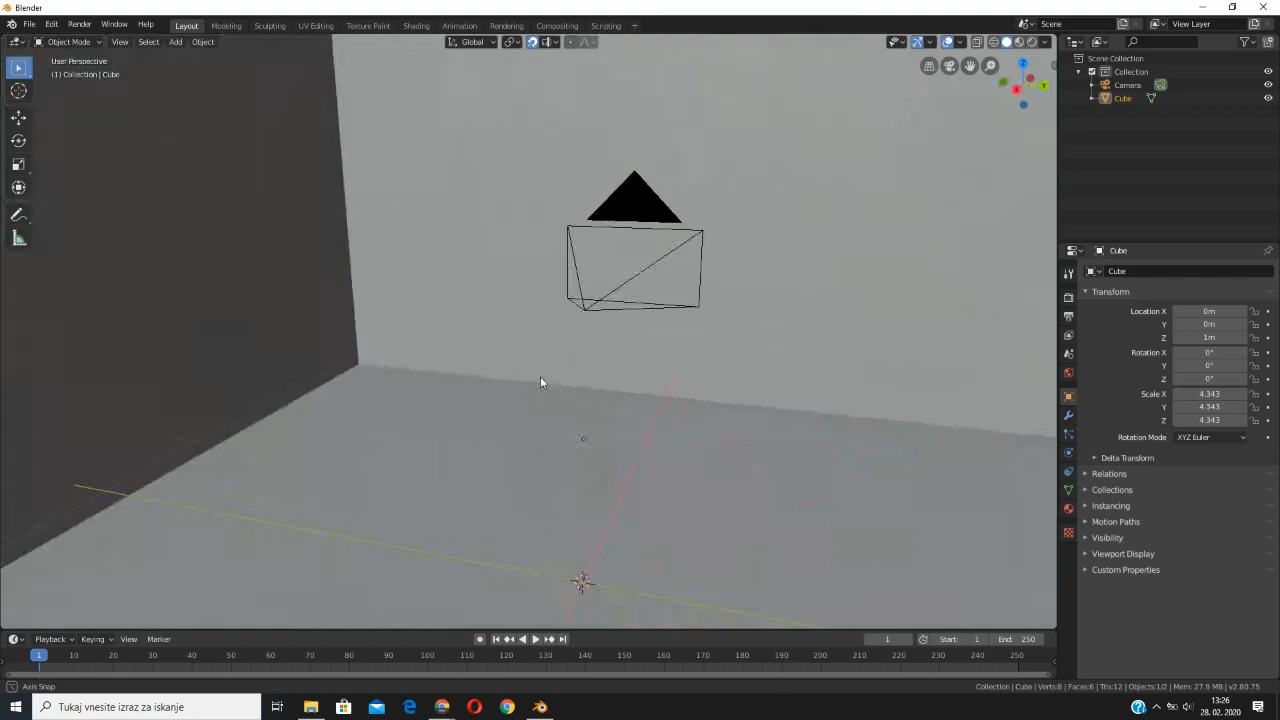 Blender
File Edit Render Window Help
Layout Modeling Sculpting UV Editing Texture Paint Shading Animation Rendering Compositing Scripting +
Scene
View Layer
Object Mode View Select Add Object
Global
User Perspective
(1) Collection | Cube
Z
Y
X
Scene Collection
Collection
Camera
Cube
Cube
Cube
Transform
Location X 0m
Y 0m
Z 1m
Rotation X 0°
Y 0°
Z 0°
Scale X 4.343
Y 4.343
Z 4.343
Rotation Mode XYZ Euler
Delta Transform
Relations
Collections
Instancing
Motion Paths
Visibility
Viewport Display
Custom Properties
Playback Keying View Marker
1 Start: 1 End: 250
1 10 20 30 40 50 60 70 80 90 100 110 120 130 140 150 160 170 180 190 200 210 220 230 240 250
Axis Snap
Collection | Cube | Verts:8 | Faces:6 | Tris:12 | Objects:1/2 | Mem: 27.9 MB | v2.80.75
Tukaj vnesite izraz za iskanje
13:26
28. 02. 2020